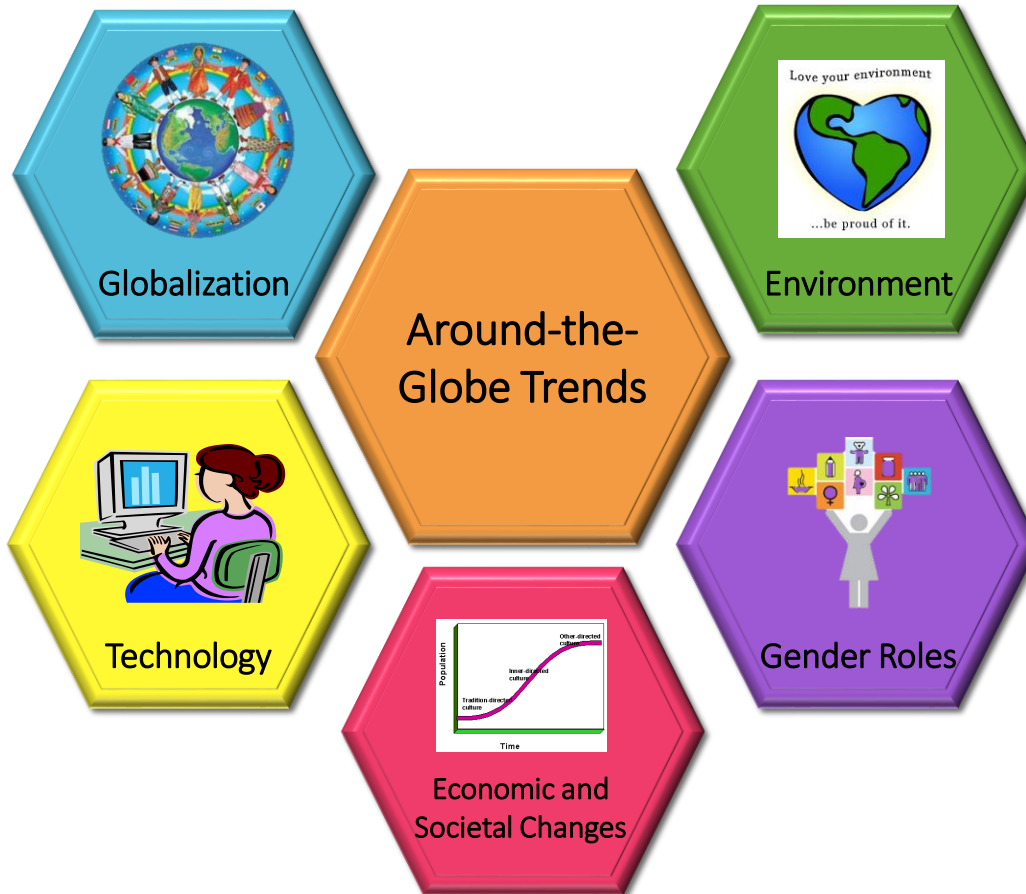 Globalization
Love your environment
...be proud of it.
Environment
Around-the-
Globe Trends
Technology
Gender Roles
Population
Other-directed
culture
Inner-directed
culture
Tradition-directed
culture
Time
Economic and
Societal Changes